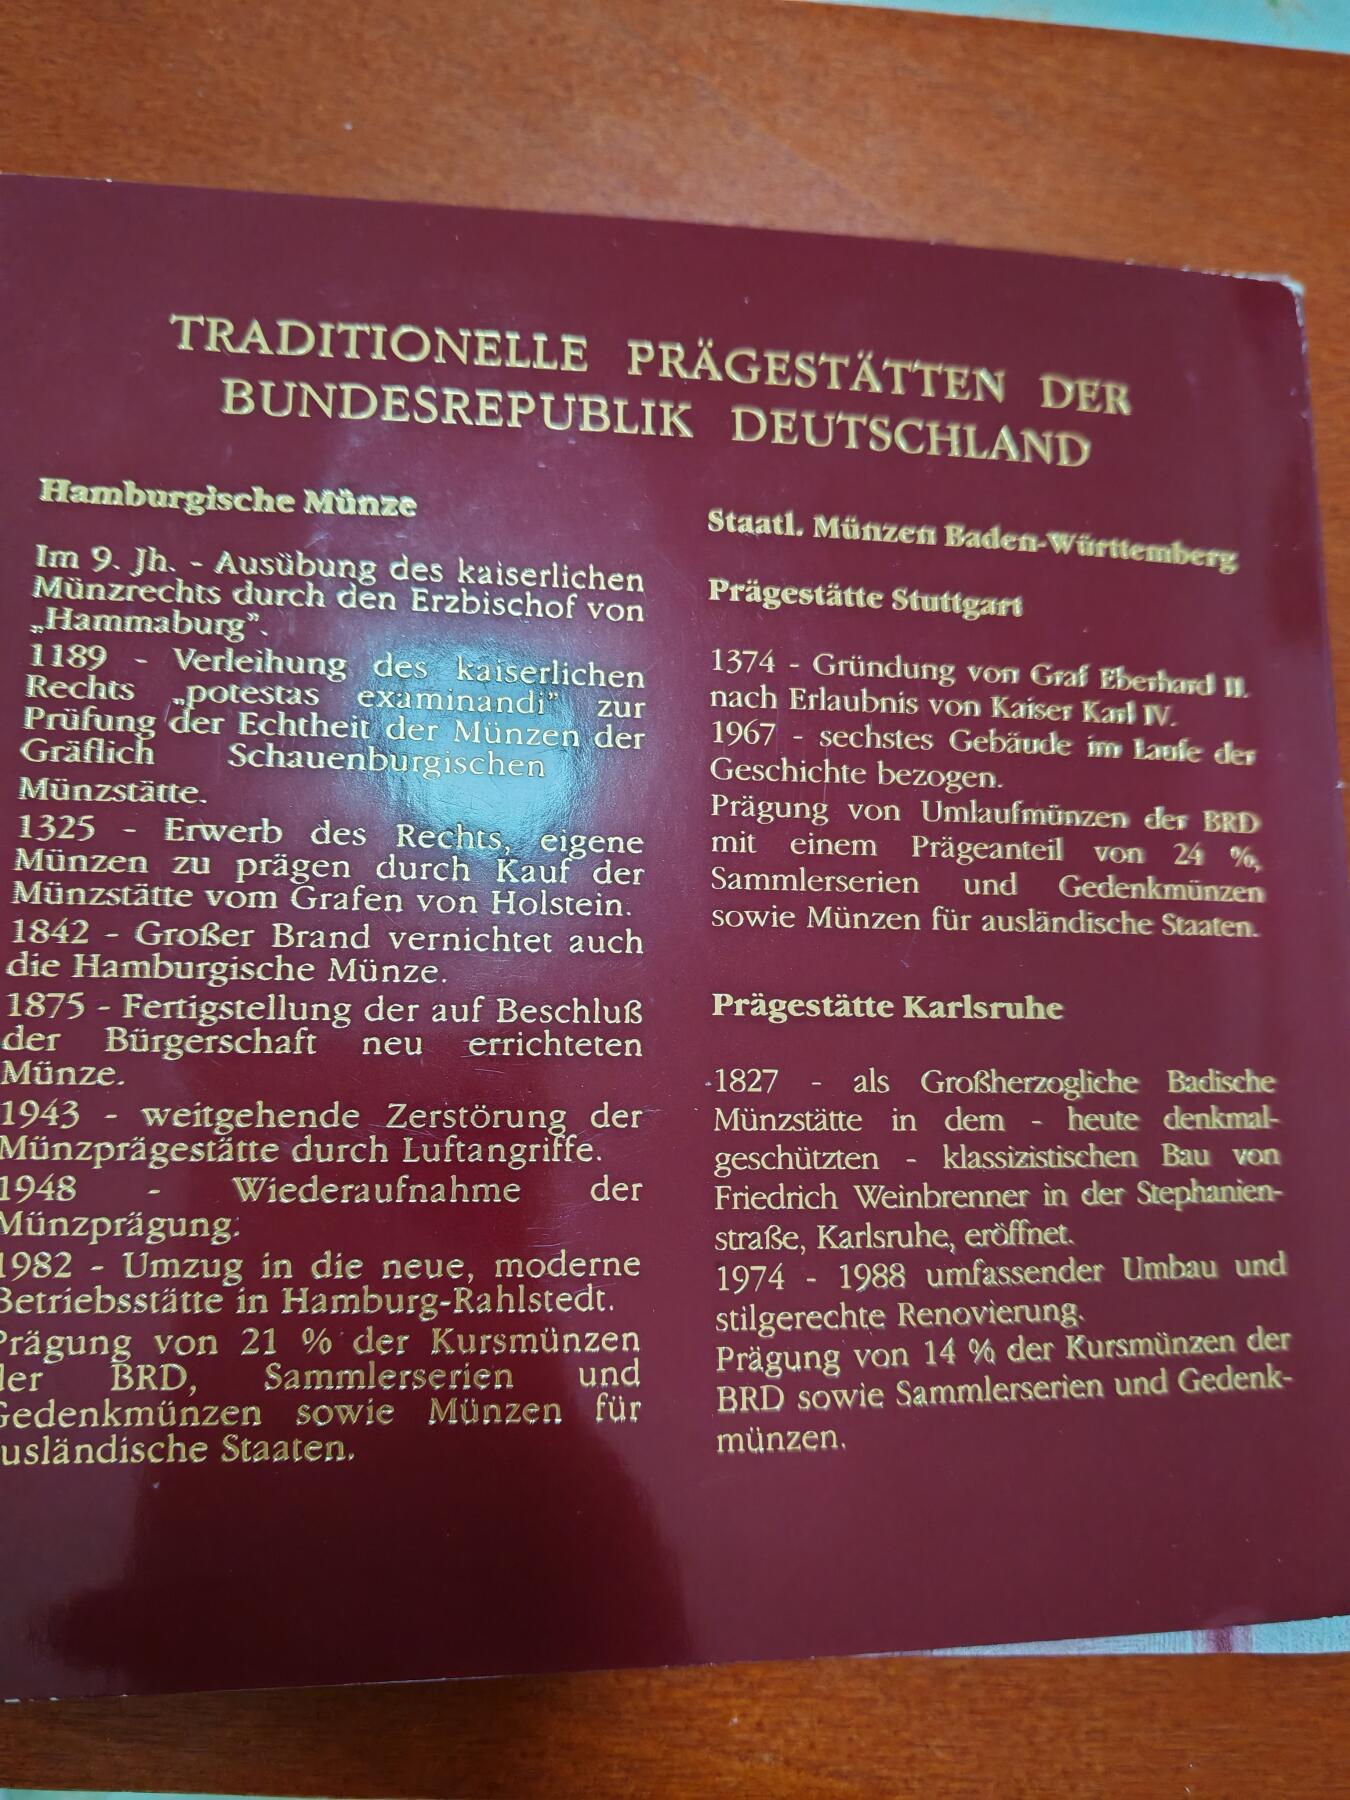 TRADITIONELLE PRÄGESTÄTTEN DER
BUNDESREPUBLIK DEUTSCHLAND
Hamburgische Münze
Im 9. Jh. - Ausübung des kaiserlichen
Münzrechts durch den Erzbischof von
„Hammaburg”.
1189 - Verleihung des kaiserlichen
Rechts „potestas examinandi” zur
Prüfung der Echtheit der Münzen der
Gräflich Schauenburgischen
Münzstätte.
1325 - Erwerb des Rechts, eigene
Münzen zu prägen durch Kauf der
Münzstätte vom Grafen von Holstein.
1842 - Großer Brand vernichtet auch
die Hamburgische Münze.
1875 - Fertigstellung der auf Beschluß
der Bürgerschaft neu errichteten
Münze.
1943 - weitgehende Zerstörung der
Münzprägestätte durch Luftangriffe.
1948 - Wiederaufnahme der
Münzprägung.
1982 - Umzug in die neue, moderne
Betriebsstätte in Hamburg-Rahlstedt.
Prägung von 21 % der Kursmünzen
der BRD, Sammlerserien und
Gedenkmünzen sowie Münzen für
ausländische Staaten.
Staatl. Münzen Baden-Württemberg
Prägestätte Stuttgart
1374 - Gründung von Graf Eberhard II.
nach Erlaubnis von Kaiser Karl IV.
1967 - sechstes Gebäude im Laufe der
Geschichte bezogen.
Prägung von Umlaufmünzen der BRD
mit einem Prägeanteil von 24 %,
Sammlerserien und Gedenkmünzen
sowie Münzen für ausländische Staaten.
Prägestätte Karlsruhe
1827 - als Großherzogliche Badische
Münzstätte in dem - heute denkmal-
geschützten - klassizistischen Bau von
Friedrich Weinbrenner in der Stephanien-
straße, Karlsruhe, eröffnet.
1974 - 1988 umfassender Umbau und
stilgerechte Renovierung.
Prägung von 14 % der Kursmünzen der
BRD sowie Sammlerserien und Gedenk-
münzen.